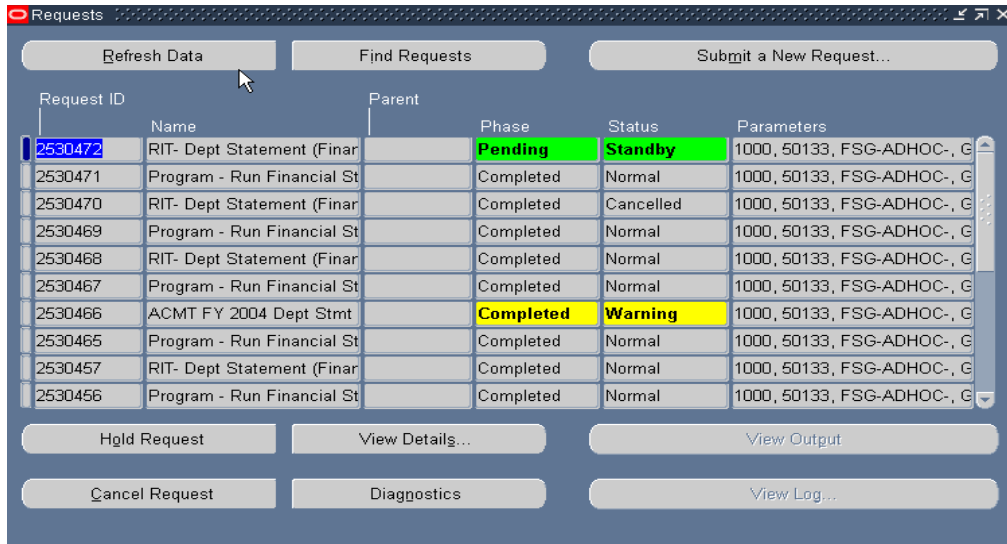 Requests
Refresh Data Find Requests Submit a New Request...
Request ID Parent
Name Phase Status Parameters
2530472 RIT- Dept Statement (Finar Pending Standby 1000, 50133, FSG-ADHOC-, G
2530471 Program - Run Financial St Completed Normal 1000, 50133, FSG-ADHOC-, G
2530470 RIT- Dept Statement (Finar Completed Cancelled 1000, 50133, FSG-ADHOC-, G
2530469 Program - Run Financial St Completed Normal 1000, 50133, FSG-ADHOC-, G
2530468 RIT- Dept Statement (Finar Completed Normal 1000, 50133, FSG-ADHOC-, G
2530467 Program - Run Financial St Completed Normal 1000, 50133, FSG-ADHOC-, G
2530466 ACMT FY 2004 Dept Stmt Completed Warning 1000, 50133, FSG-ADHOC-, G
2530465 Program - Run Financial St Completed Normal 1000, 50133, FSG-ADHOC-, G
2530457 RIT- Dept Statement (Finar Completed Normal 1000, 50133, FSG-ADHOC-, G
2530456 Program - Run Financial St Completed Normal 1000, 50133, FSG-ADHOC-, G
Hold Request View Details... View Output
Cancel Request Diagnostics View Log...